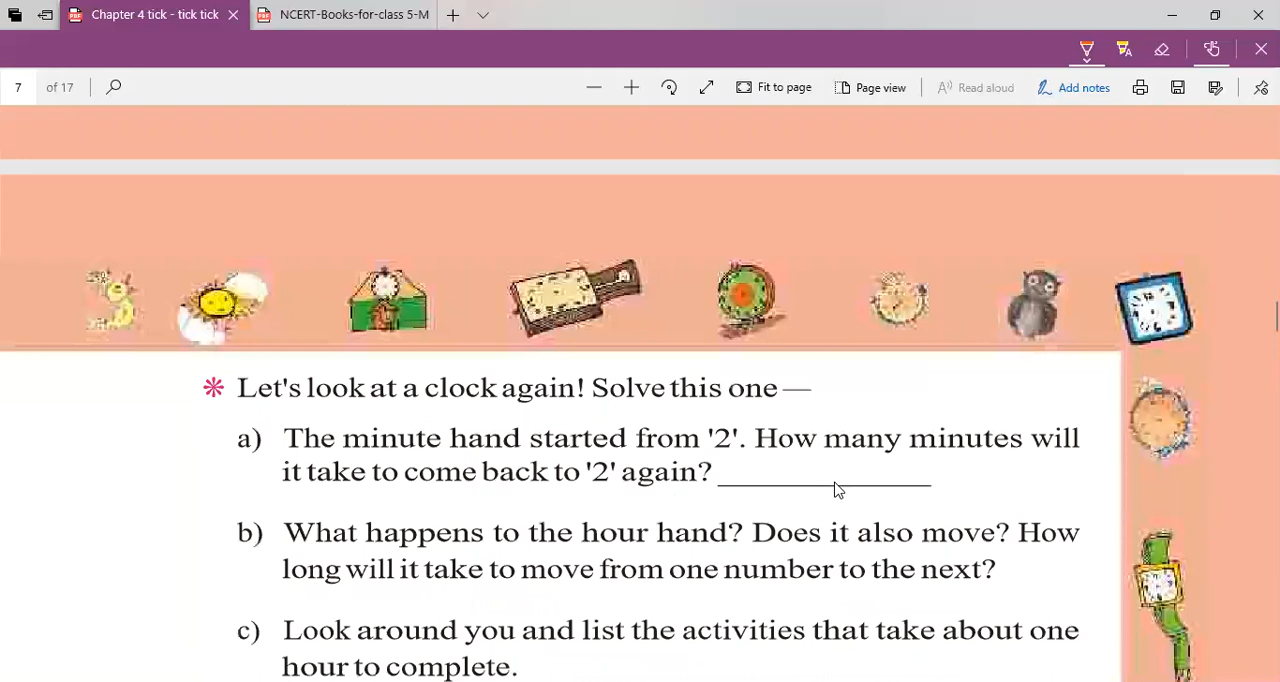 Chapter 4 tick - tick tick
NCERT-Books-for-class 5-M
7 of 17
Fit to page
Page view
Read aloud
Add notes
Let's look at a clock again! Solve this one —
a) The minute hand started from '2'. How many minutes will
it take to come back to '2' again? ____________
b) What happens to the hour hand? Does it also move? How
long will it take to move from one number to the next?
c) Look around you and list the activities that take about one
hour to complete.